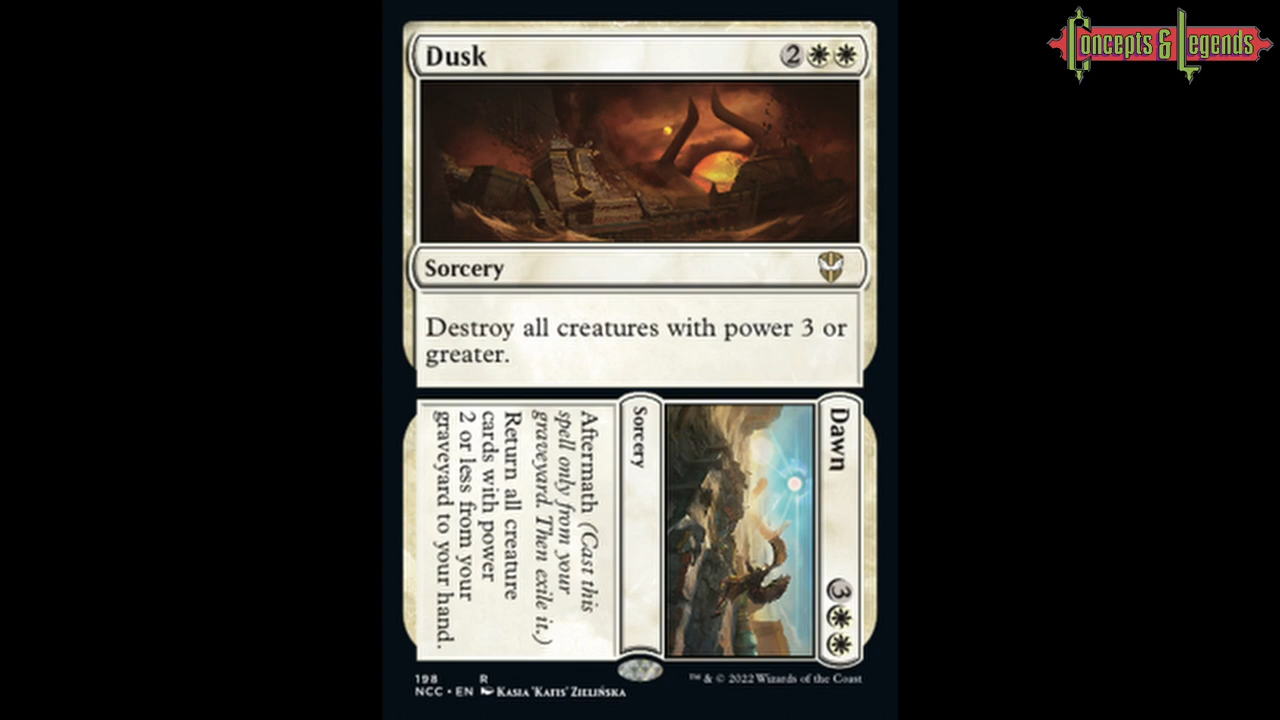 Concepts & Legends
Dusk
2
Sorcery
Destroy all creatures with power 3 or
greater.
Dawn
3
Sorcery
Aftermath (Cast this
spell only from your
graveyard. Then exile it.)
Return all creature
cards with power
2 or less from your
graveyard to your hand.
198 R
NCC • EN KASIA 'KAFIS' ZIELIŃSKA
™ & © 2022 Wizards of the Coast